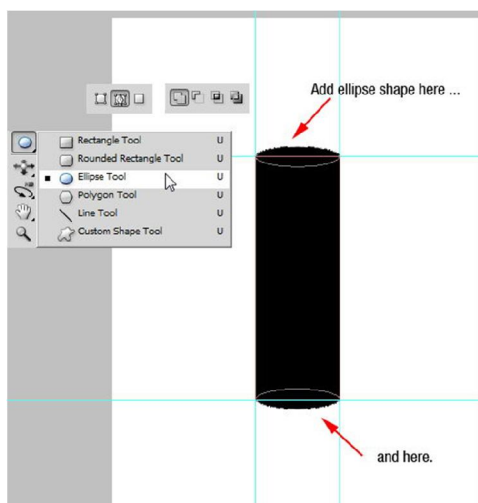 Add ellipse shape here ...
Rectangle Tool U
Rounded Rectangle Tool U
Ellipse Tool U
Polygon Tool U
Line Tool U
Custom Shape Tool U
and here.